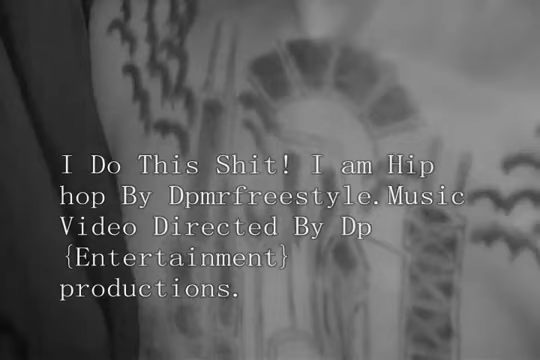 I Do This Shit! I am Hip
hop By Dpmrfreestyle.Music
Video Directed By Dp
{Entertainment}
productions.